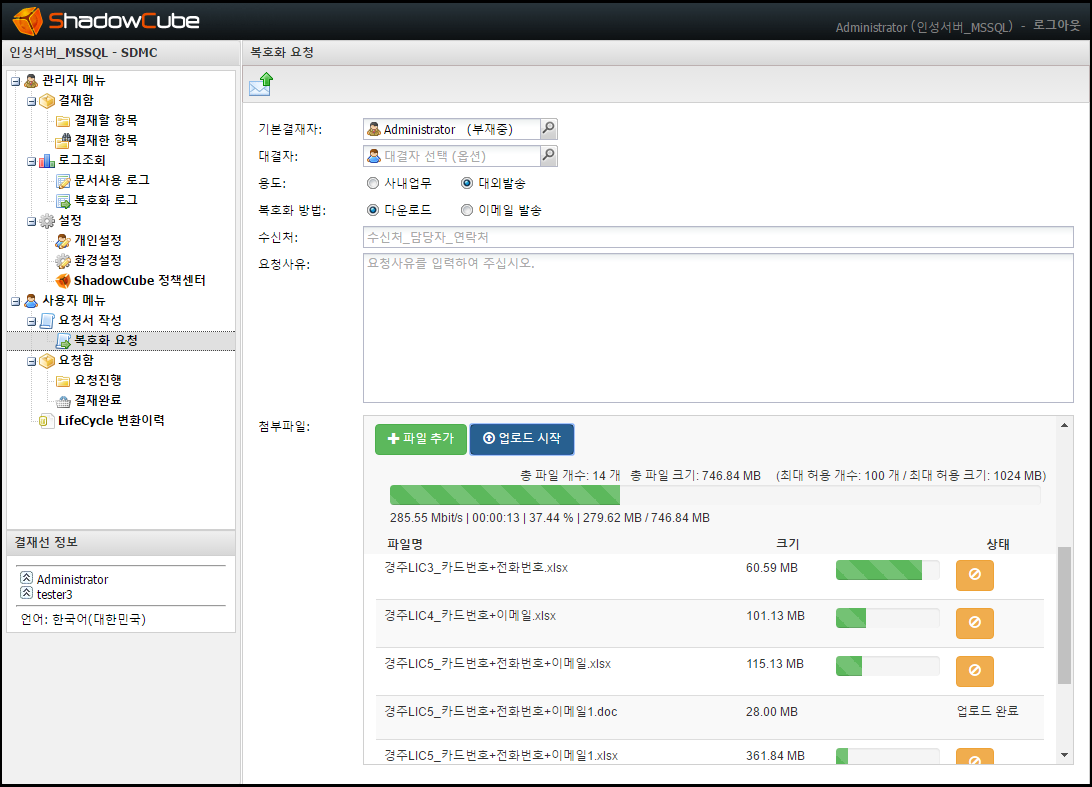 ShadowCube
Administrator (인성서버_MSSQL) - 로그아웃
인성서버_MSSQL - SDMC
복호화 요청
관리자 메뉴
결재함
결재할 항목
결재한 항목
로그조회
문서사용 로그
복호화 로그
설정
개인설정
환경설정
ShadowCube 정책센터
사용자 메뉴
요청서 작성
복호화 요청
요청함
요청진행
결재완료
LifeCycle 변환이력
결재선 정보
Administrator
tester3
언어: 한국어(대한민국)
기본결재자: Administrator (부재중)
대결자: 대결자 선택 (옵션)
용도: 사내업무 대외발송
복호화 방법: 다운로드 이메일 발송
수신처: 수신처_담당자_연락처
요청사유: 요청사유를 입력하여 주십시오.
첨부파일:
파일 추가 업로드 시작
총 파일 개수: 14 개 총 파일 크기: 746.84 MB (최대 허용 개수: 100 개 / 최대 허용 크기: 1024 MB)
285.55 Mbit/s | 00:00:13 | 37.44 % | 279.62 MB / 746.84 MB
파일명 크기 상태
경주LIC3_카드번호+전화번호.xlsx 60.59 MB
경주LIC4_카드번호+이메일.xlsx 101.13 MB
경주LIC5_카드번호+전화번호+이메일.xlsx 115.13 MB
경주LIC5_카드번호+전화번호+이메일1.doc 28.00 MB 업로드 완료
경주LIC5_카드번호+전화번호+이메일1.xlsx 361.84 MB